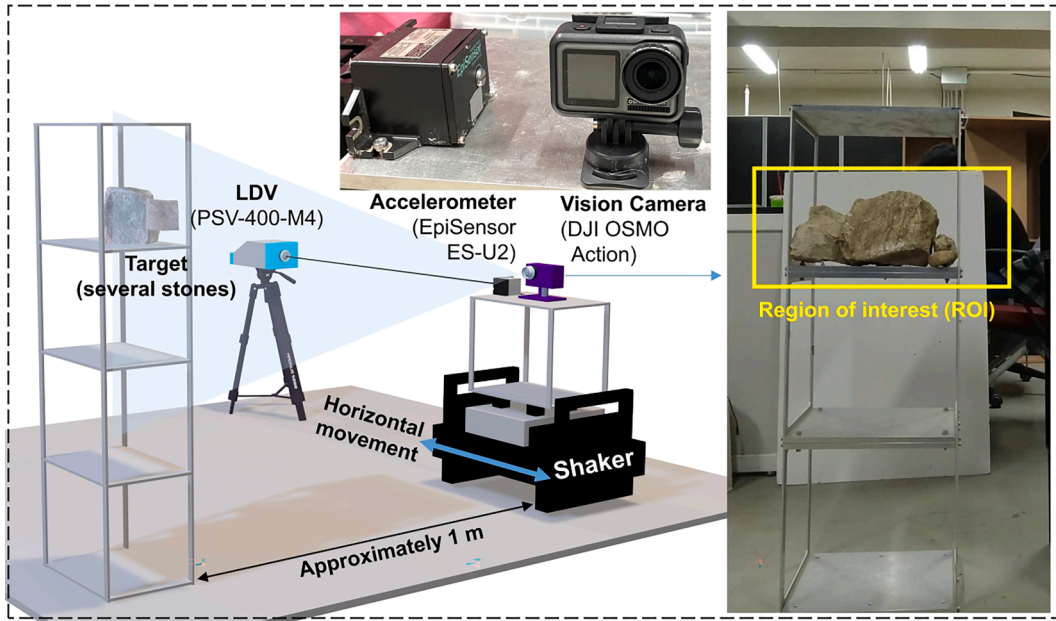 EpiSensor
LDV
(PSV-400-M4)
Accelerometer
(EpiSensor
ES-U2)
Vision Camera
(DJI OSMO
Action)
Target
(several stones)
Region of interest (ROI)
Horizontal
movement
Shaker
Approximately 1 m